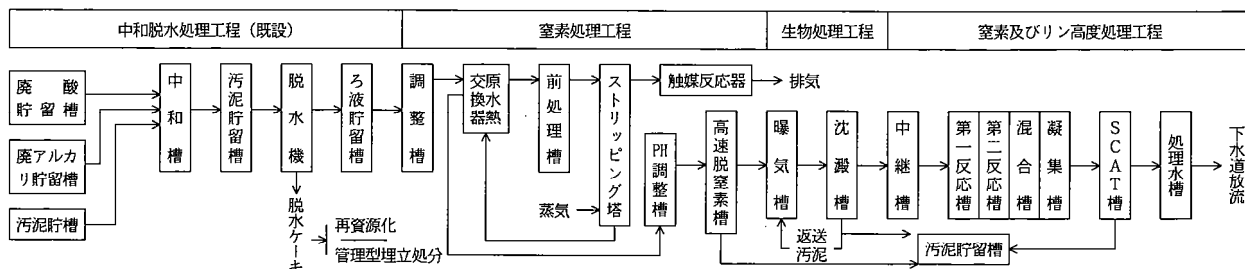 中和脱水処理工程（既設）
窒素処理工程
生物処理工程
窒素及びリン高度処理工程
廃酸
貯留槽
廃アルカ
リ貯留槽
汚泥貯槽
中和槽
汚泥貯留槽
脱水機
ろ液貯留槽
調整槽
脱水ケーキ
再資源化
管理型埋立処分
原水熱
交換器
前処理槽
ストリッピング塔
蒸気
触媒反応器
排気
PH調整槽
高速脱窒素槽
曝気槽
沈澱槽
返送
汚泥
中継槽
第一反応槽
第二反応槽
混合槽
凝集槽
SCAT槽
処理水槽
下水道放流
汚泥貯留槽